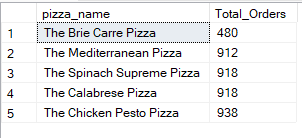 pizza_name Total_Orders
1 The Brie Carre Pizza 480
2 The Mediterranean Pizza 912
3 The Spinach Supreme Pizza 918
4 The Calabrese Pizza 918
5 The Chicken Pesto Pizza 938